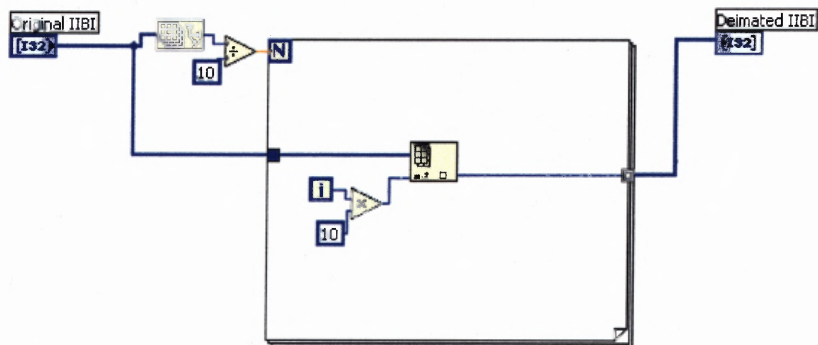 Original IIBI
[I32]
10
N
i
x
10
Deimated IIBI
[I32]